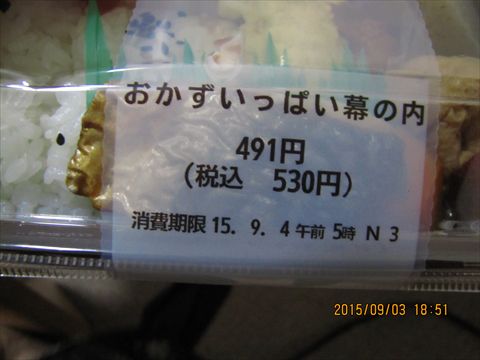 おかずいっぱい幕の内
491円
(税込 530円)
消費期限 15. 9. 4 午前 5時 N 3
2015/09/03 18:51